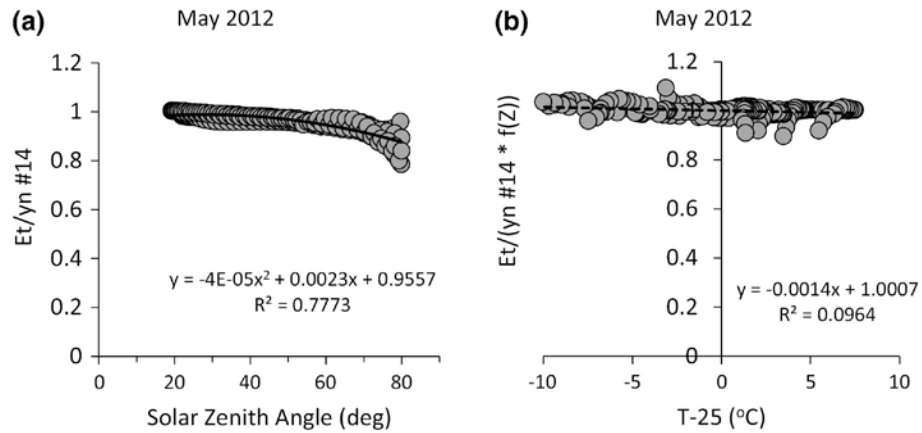 (a)
May 2012
Et/yn #14
1.2
1
0.8
0.6
0.4
0.2
0
y = -4E-05x² + 0.0023x + 0.9557
R² = 0.7773
0
20
40
60
80
Solar Zenith Angle (deg)
(b)
May 2012
Et/(yn #14 * f(Z))
1.2
1
0.8
0.6
0.4
0.2
0
y = -0.0014x + 1.0007
R² = 0.0964
-10
-5
0
5
10
T-25 (°C)